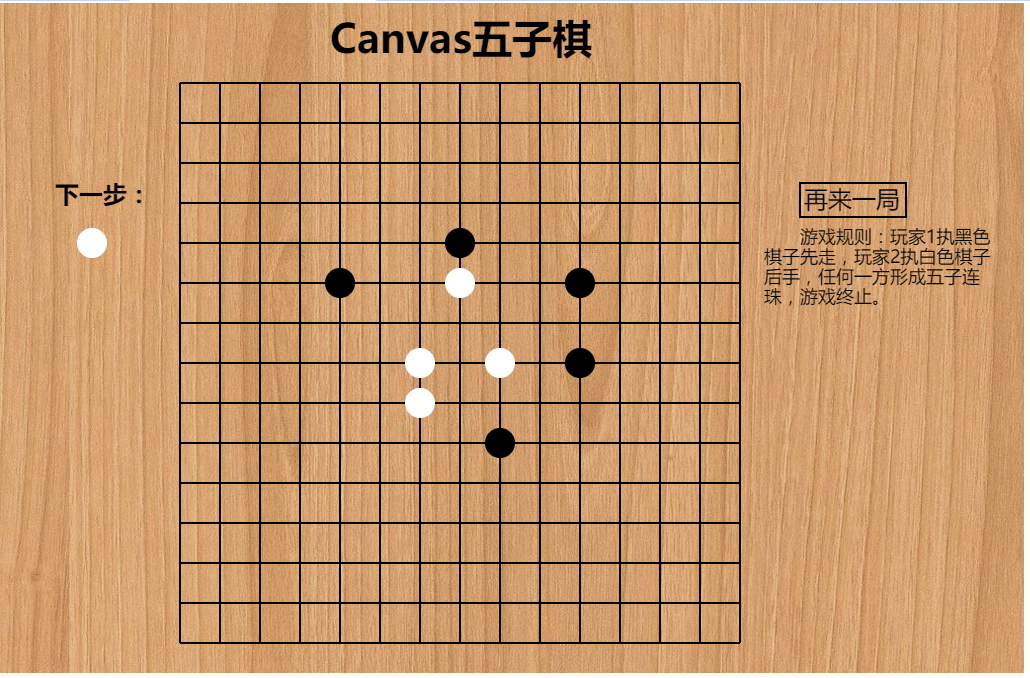 Canvas五子棋
下一步：
再来一局
游戏规则：玩家1执黑色
棋子先走，玩家2执白色棋子
后手，任何一方形成五子连
珠，游戏终止。